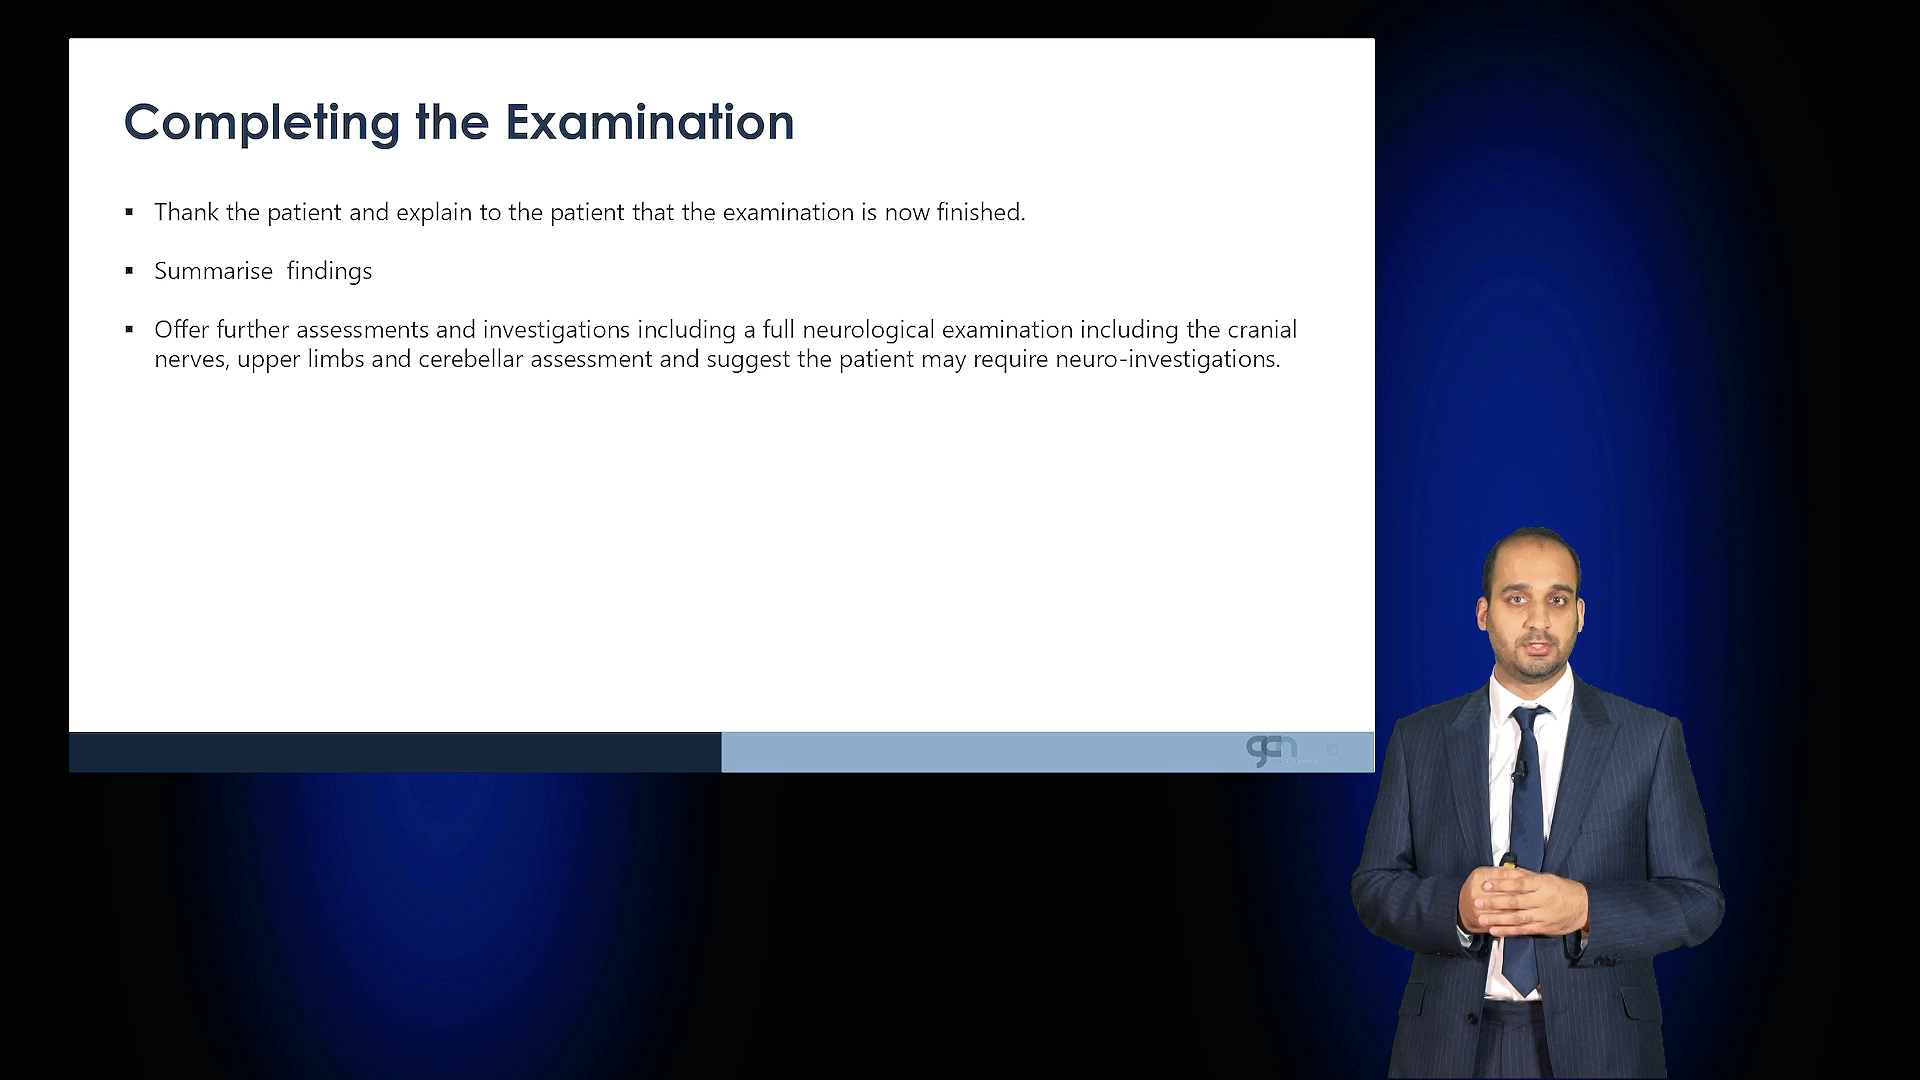 Completing the Examination
▪ Thank the patient and explain to the patient that the examination is now finished.
▪ Summarise  findings
▪ Offer further assessments and investigations including a full neurological examination including the cranial
nerves, upper limbs and cerebellar assessment and suggest the patient may require neuro-investigations.
gcn
©